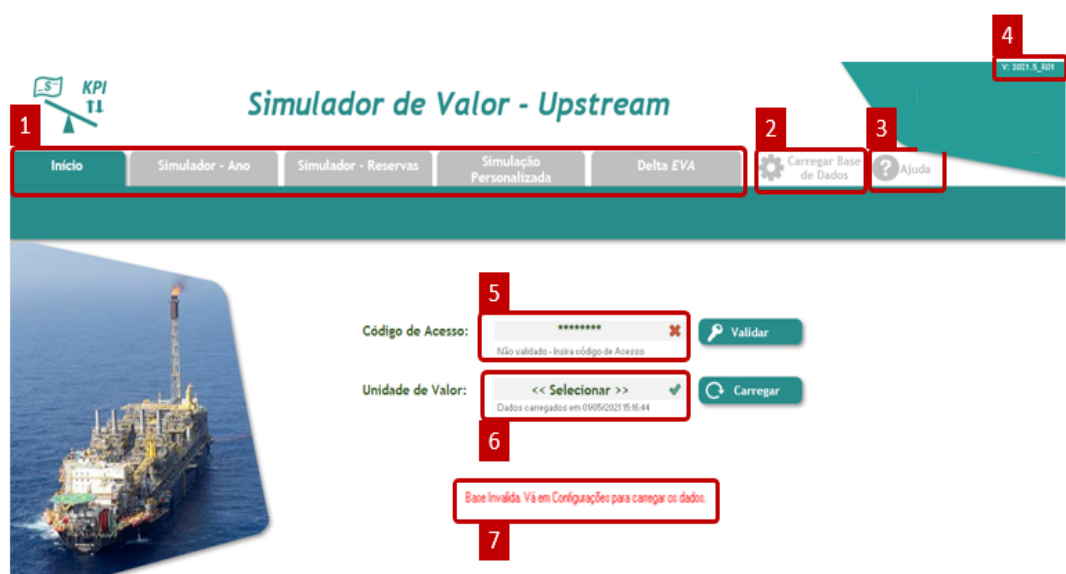 4
V: 2021.5_R01
$
KPI
Simulador de Valor - Upstream
1
2
3
Início
Simulador - Ano
Simulador - Reservas
Simulação
Personalizada
Delta EVA
Carregar Base
de Dados
?
Ajuda
5
Código de Acesso:
********
Validar
Não validado - Insira código de Acesso
Unidade de Valor:
<< Selecionar >>
Carregar
Dados carregados em 01/05/2021 15:16:44
6
Base Invalida. Vá em Configurações para carregar os dados.
7